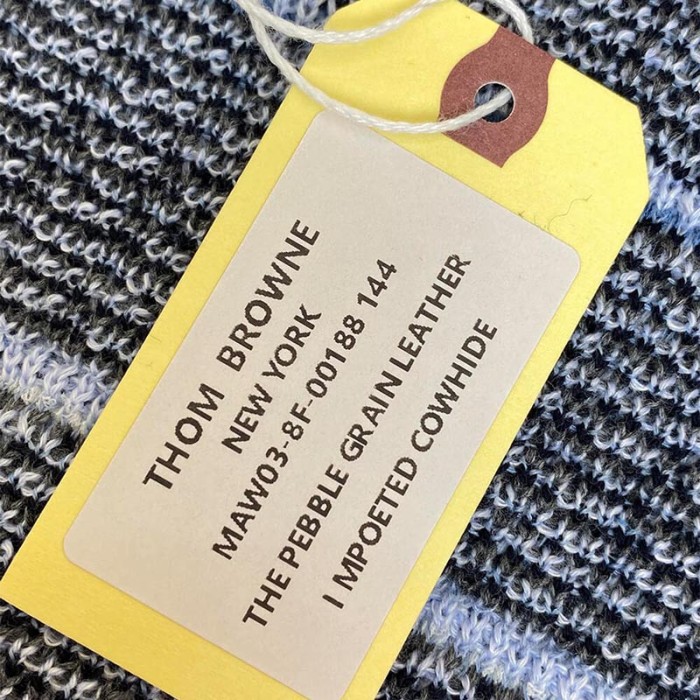 THOM BROWNE
NEW YORK
MAW03-8F-00188 144
THE PEBBLE GRAIN LEATHER
I MPOETED COWHIDE